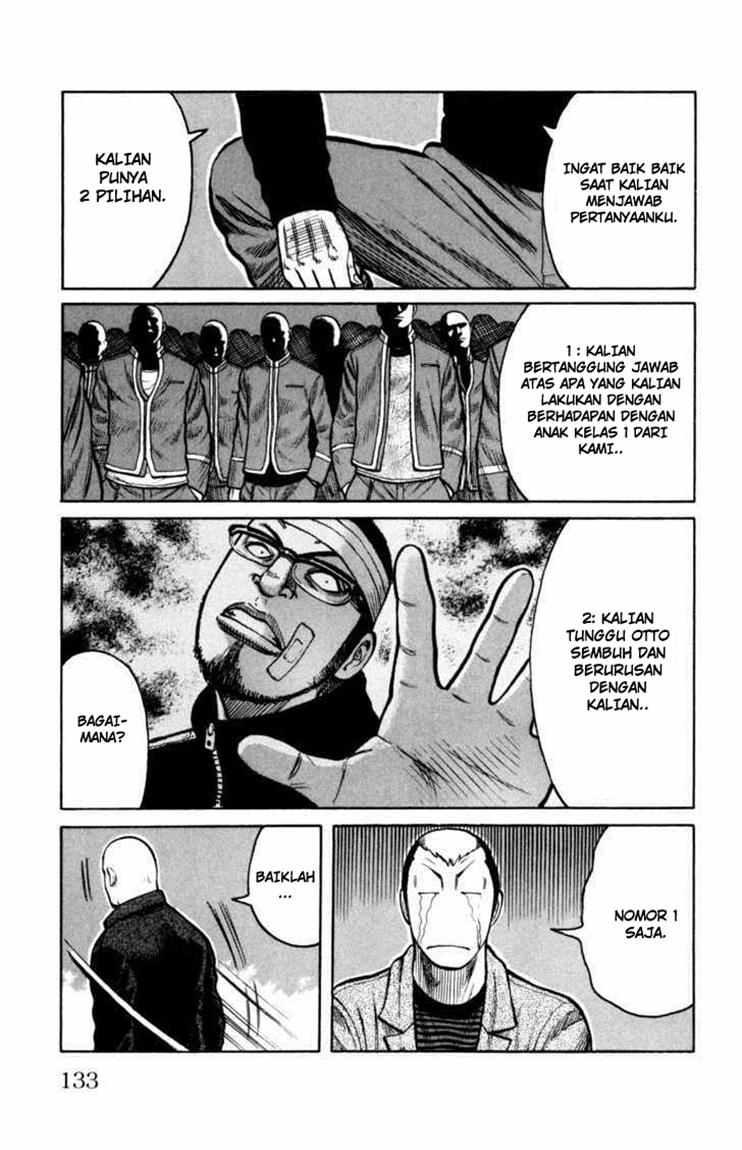 INGAT BAIK BAIK
SAAT KALIAN
MENJAWAB
PERTANYAANKU.
KALIAN
PUNYA
2 PILIHAN.
1 : KALIAN
BERTANGGUNG JAWAB
ATAS APA YANG KALIAN
LAKUKAN DENGAN
BERHADAPAN DENGAN
ANAK KELAS 1 DARI
KAMI..
2: KALIAN
TUNGGU OTTO
SEMBUH DAN
BERURUSAN
DENGAN
KALIAN..
BAGAI-
MANA?
NOMOR 1
SAJA.
BAIKLAH
...
133